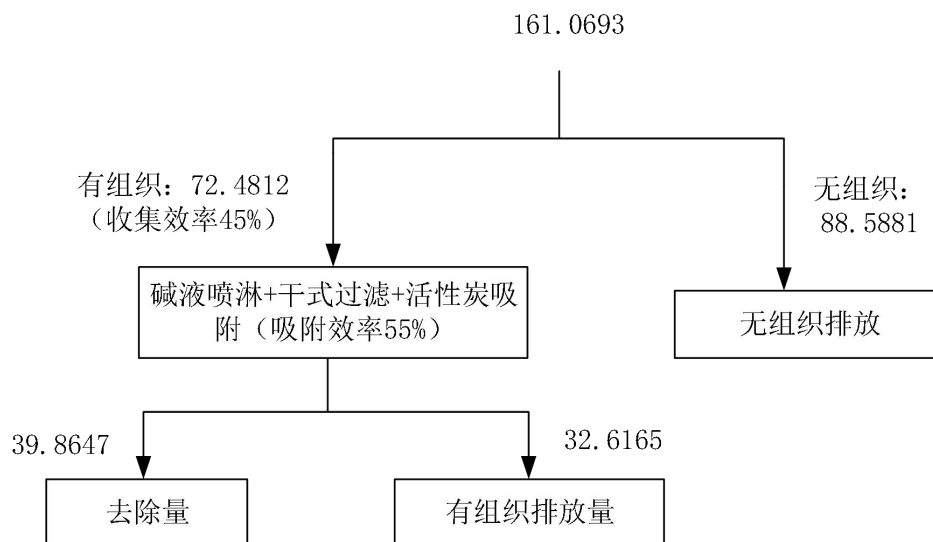 161.0693
有组织：72.4812
（收集效率45%）
无组织：
88.5881
碱液喷淋+干式过滤+活性炭吸
附（吸附效率55%）
无组织排放
39.8647
32.6165
去除量
有组织排放量